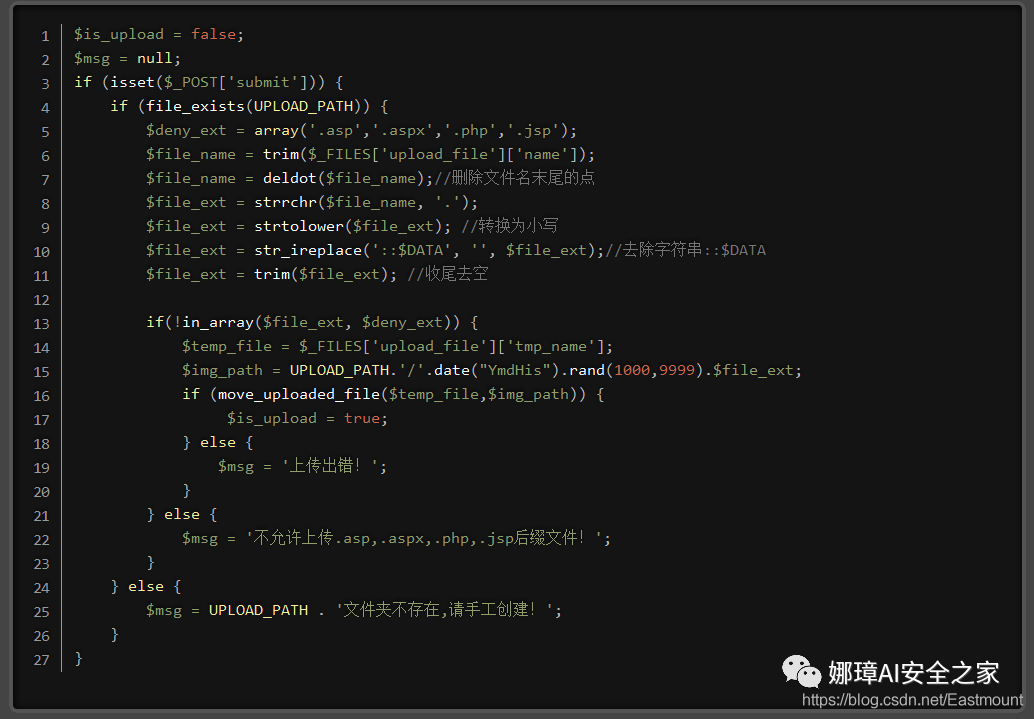 1 $is_upload = false;
2 $msg = null;
3 if (isset($_POST['submit'])) {
4 if (file_exists(UPLOAD_PATH)) {
5 $deny_ext = array('.asp','.aspx','.php','.jsp');
6 $file_name = trim($_FILES['upload_file']['name']);
7 $file_name = deldot($file_name);//删除文件名末尾的点
8 $file_ext = strrchr($file_name, '.');
9 $file_ext = strtolower($file_ext); //转换为小写
10 $file_ext = str_ireplace('::$DATA', '', $file_ext);//去除字符串::$DATA
11 $file_ext = trim($file_ext); //收尾去空
12
13 if(!in_array($file_ext, $deny_ext)) {
14 $temp_file = $_FILES['upload_file']['tmp_name'];
15 $img_path = UPLOAD_PATH.'/'.date("YmdHis").rand(1000,9999).$file_ext;
16 if (move_uploaded_file($temp_file,$img_path)) {
17 $is_upload = true;
18 } else {
19 $msg = '上传出错！';
20 }
21 } else {
22 $msg = '不允许上传.asp,.aspx,.php,.jsp后缀文件！';
23 }
24 } else {
25 $msg = UPLOAD_PATH . '文件夹不存在,请手工创建！';
26 }
27 }
娜璋AI安全之家
https://blog.csdn.net/Eastmount